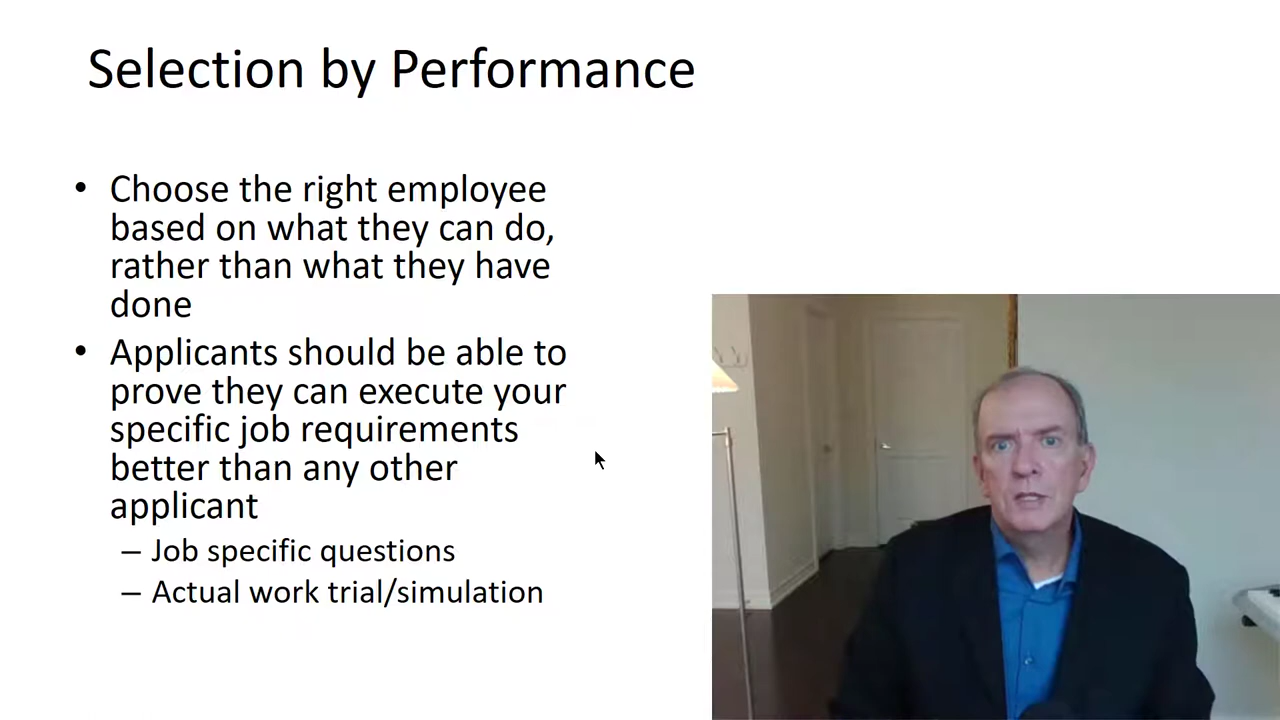 Selection by Performance
• Choose the right employee
based on what they can do,
rather than what they have
done
• Applicants should be able to
prove they can execute your
specific job requirements
better than any other
applicant
– Job specific questions
– Actual work trial/simulation